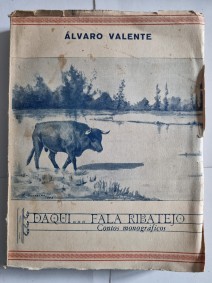 ÁLVARO VALENTE
DAQUI... FALA RIBATEJO
Contos monográficos